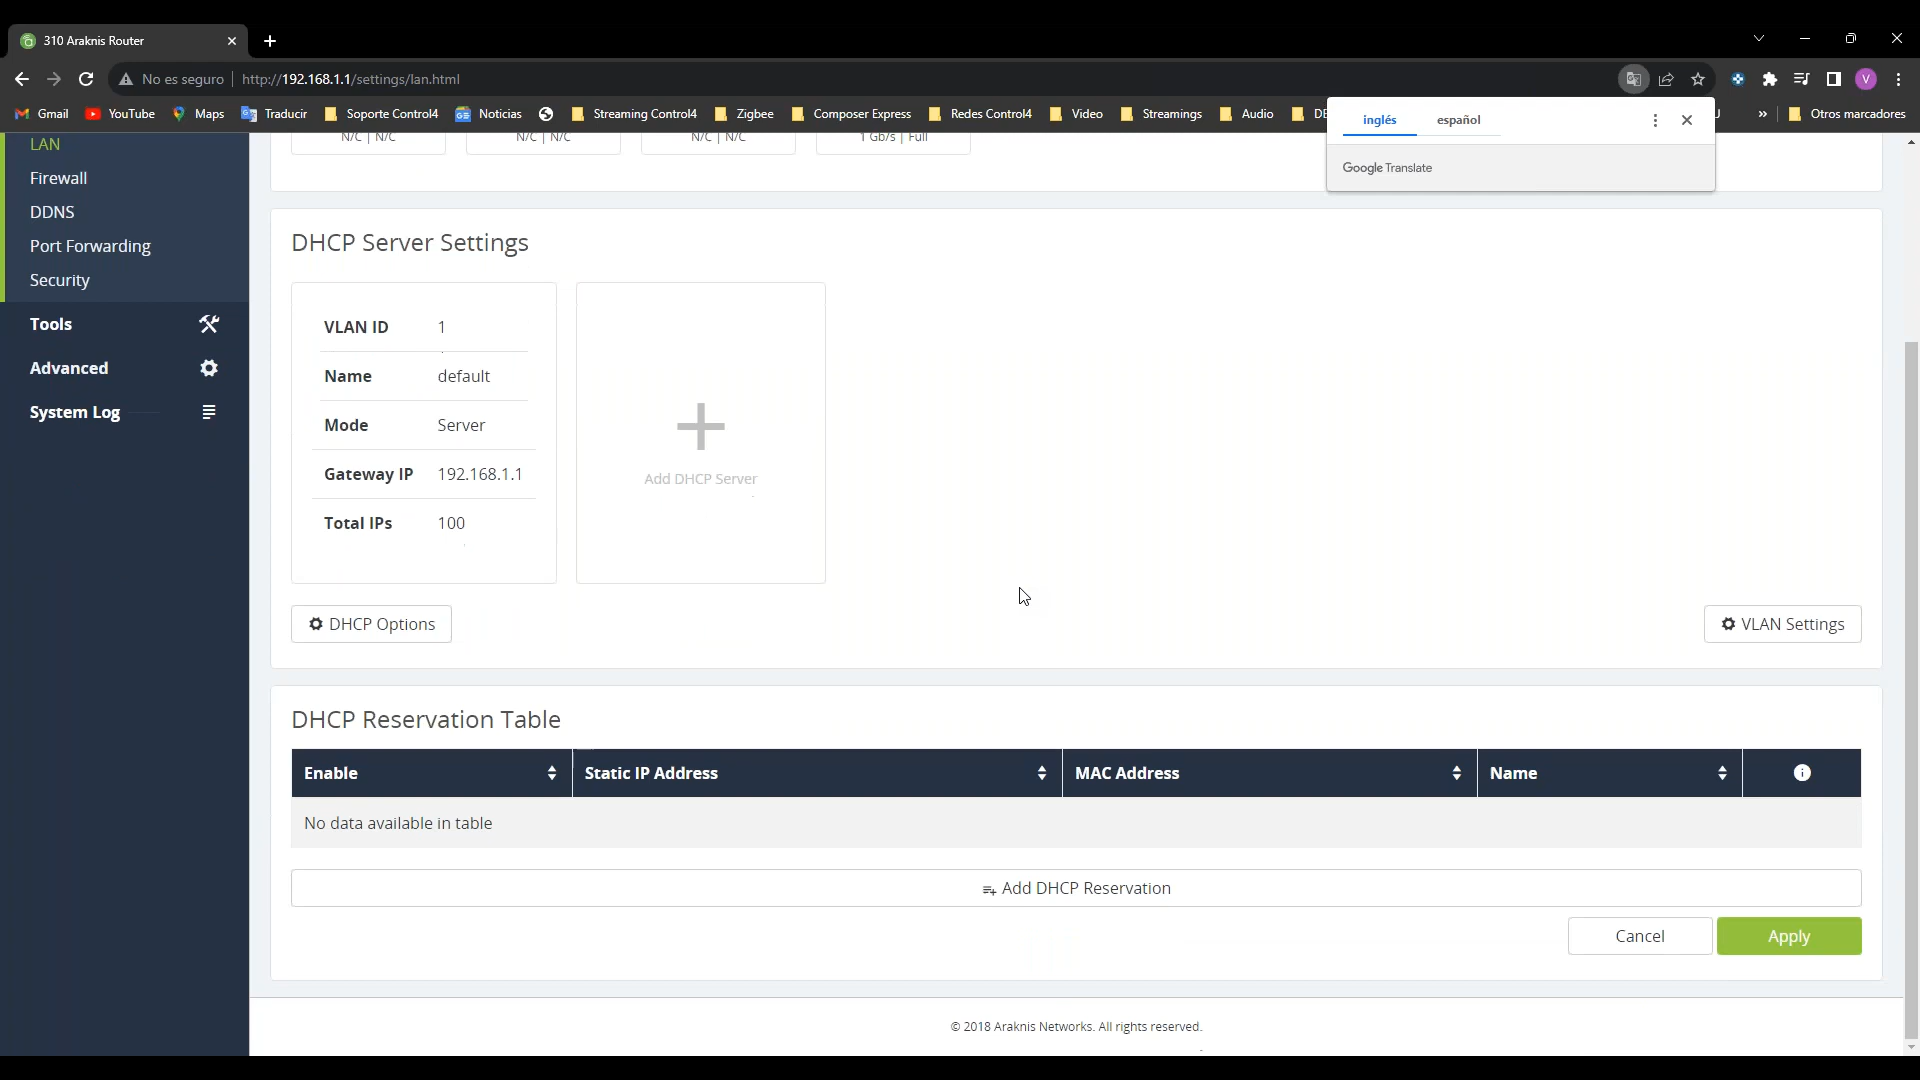 310 Araknis Router
No es seguro
http://192.168.1.1/settings/lan.html
Gmail
YouTube
Maps
Traducir
Soporte Control4
Noticias
Streaming Control4
Zigbee
Composer Express
Redes Control4
Video
Streamings
Audio
»
Otros marcadores
inglés
español
Google Translate
V
LAN
Firewall
DDNS
Port Forwarding
Security
Tools
Advanced
System Log
N/C | N/C
N/C | N/C
N/C | N/C
1 Gb/s | Full
DHCP Server Settings
VLAN ID 1
Name default
Mode Server
Gateway IP 192.168.1.1
Total IPs 100
Add DHCP Server
DHCP Options
VLAN Settings
DHCP Reservation Table
Enable Static IP Address MAC Address Name
No data available in table
Add DHCP Reservation
Cancel
Apply
© 2018 Araknis Networks. All rights reserved.